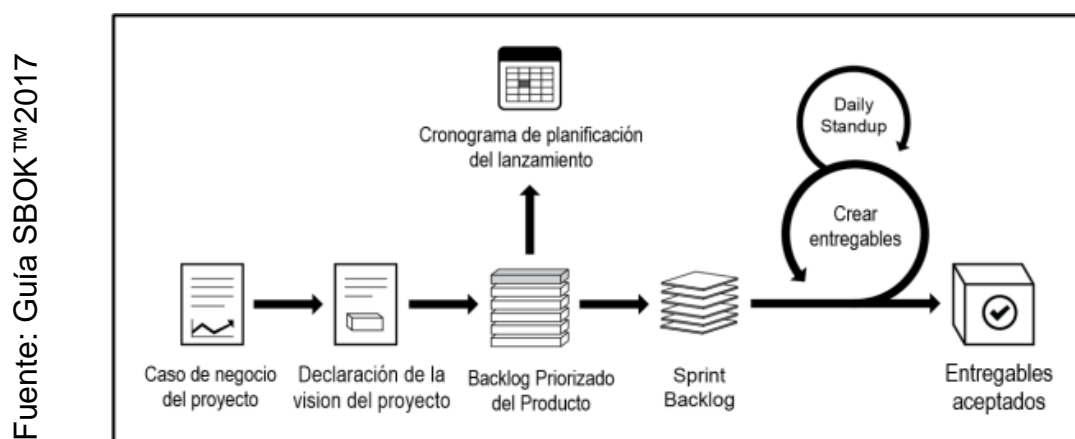 Fuente: Guía SBOK™2017
Cronograma de planificación
del lanzamiento
Daily
Standup
Crear
entregables
Caso de negocio
del proyecto
Declaración de la
vision del proyecto
Backlog Priorizado
del Producto
Sprint
Backlog
Entregables
aceptados